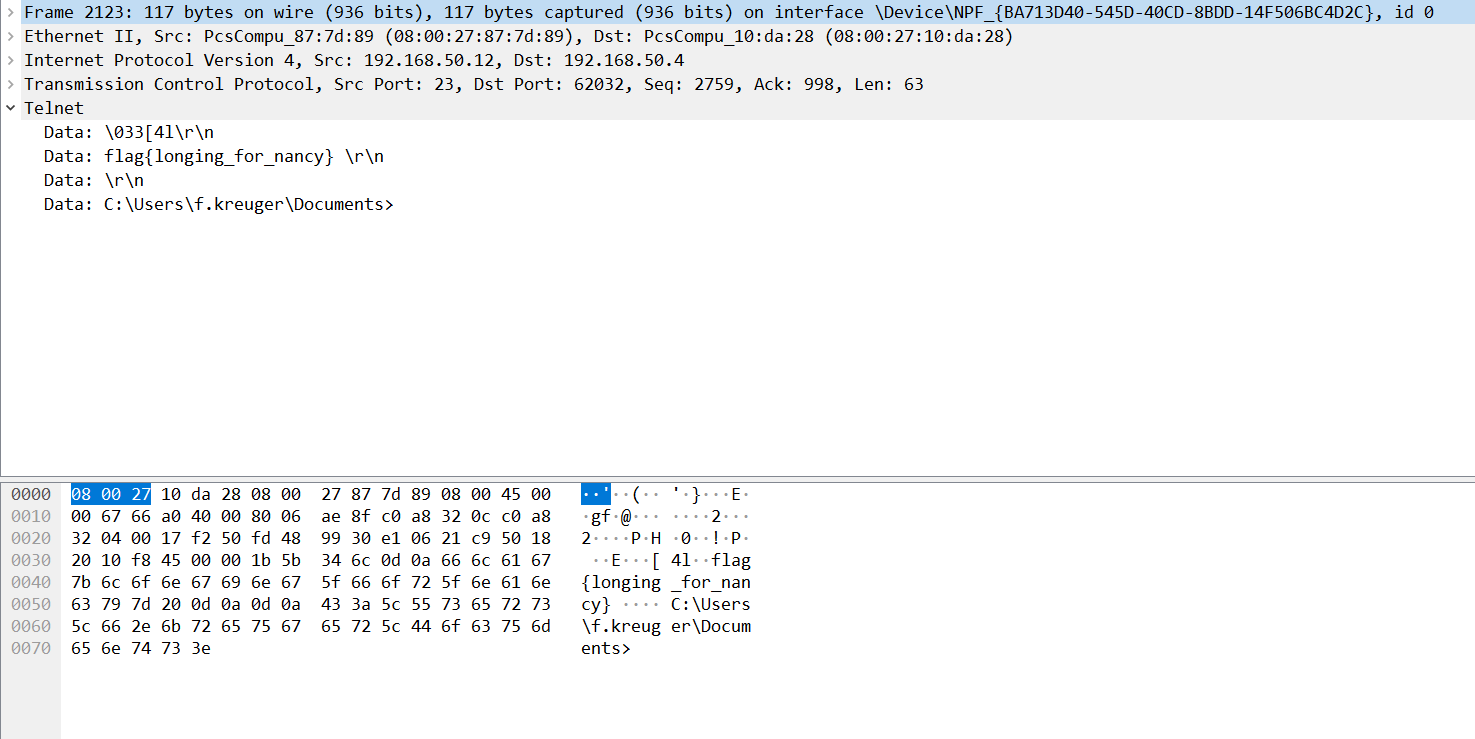 Frame 2123: 117 bytes on wire (936 bits), 117 bytes captured (936 bits) on interface \Device\NPF_{BA713D40-545D-40CD-8BDD-14F506BC4D2C}, id 0
Ethernet II, Src: PcsCompu_87:7d:89 (08:00:27:87:7d:89), Dst: PcsCompu_10:da:28 (08:00:27:10:da:28)
Internet Protocol Version 4, Src: 192.168.50.12, Dst: 192.168.50.4
Transmission Control Protocol, Src Port: 23, Dst Port: 62032, Seq: 2759, Ack: 998, Len: 63
Telnet
Data: \033[4l\r\n
Data: flag{longing_for_nancy} \r\n
Data: \r\n
Data: C:\Users\f.kreuger\Documents>
0000 08 00 27 10 da 28 08 00 27 87 7d 89 08 00 45 00 ··'··(·· '·}···E·
0010 00 67 66 a0 40 00 80 06 ae 8f c0 a8 32 0c c0 a8 ·gf·@··· ····2···
0020 32 04 00 17 f2 50 fd 48 99 30 e1 06 21 c9 50 18 2····P·H ·0··!·P·
0030 20 10 f8 45 00 00 1b 5b 34 6c 0d 0a 66 6c 61 67 ··E···[ 4l··flag
0040 7b 6c 6f 6e 67 69 6e 67 5f 66 6f 72 5f 6e 61 6e {longing _for_nan
0050 63 79 7d 20 0d 0a 0d 0a 43 3a 5c 55 73 65 72 73 cy} ···· C:\Users
0060 5c 66 2e 6b 72 65 75 67 65 72 5c 44 6f 63 75 6d \f.kreug er\Docum
0070 65 6e 74 73 3e ents>